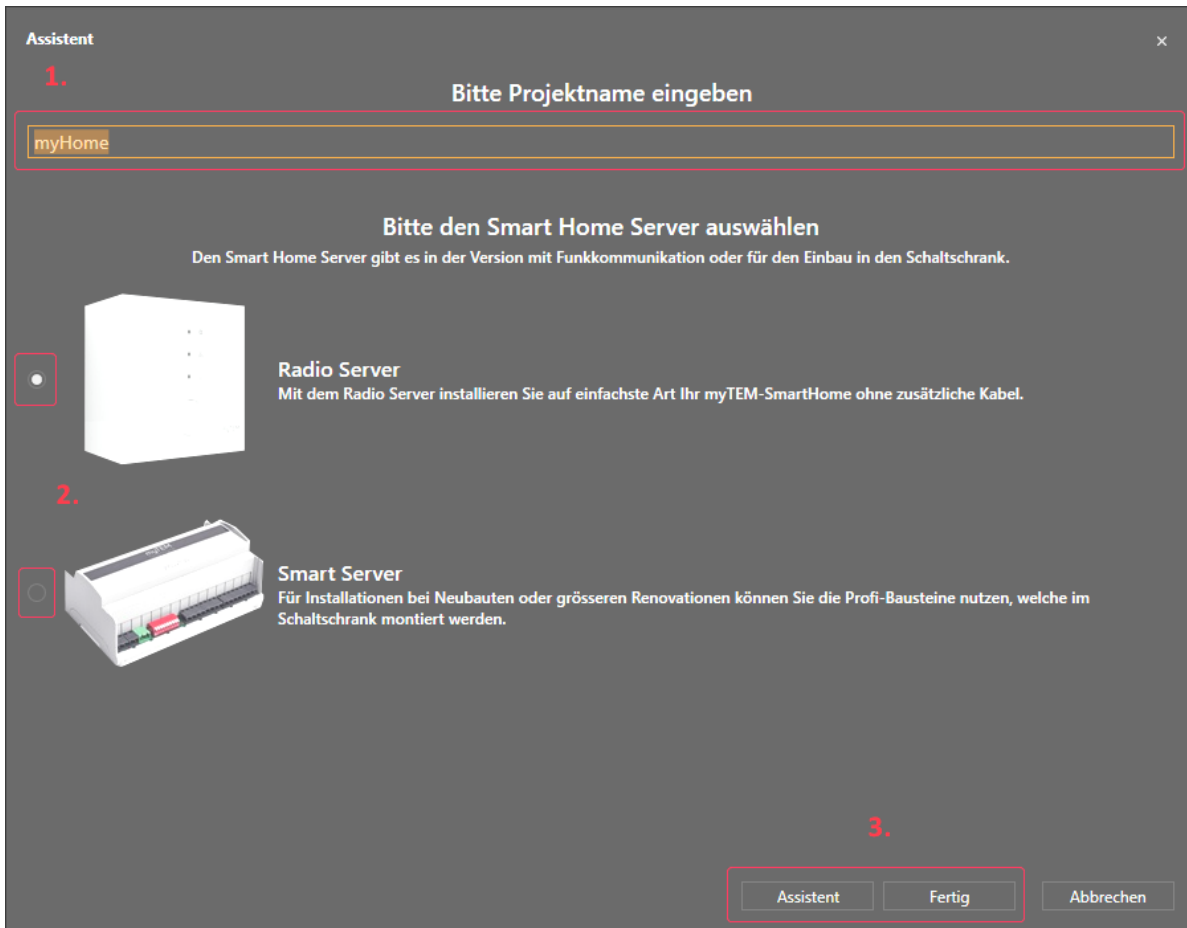 Assistent
×
1.
Bitte Projektname eingeben
myHome
Bitte den Smart Home Server auswählen
Den Smart Home Server gibt es in der Version mit Funkkommunikation oder für den Einbau in den Schaltschrank.
Radio Server
Mit dem Radio Server installieren Sie auf einfachste Art Ihr myTEM-SmartHome ohne zusätzliche Kabel.
2.
myTEM
Smart Server
Für Installationen bei Neubauten oder grösseren Renovationen können Sie die Profi-Bausteine nutzen, welche im
Schaltschrank montiert werden.
3.
Assistent Fertig Abbrechen